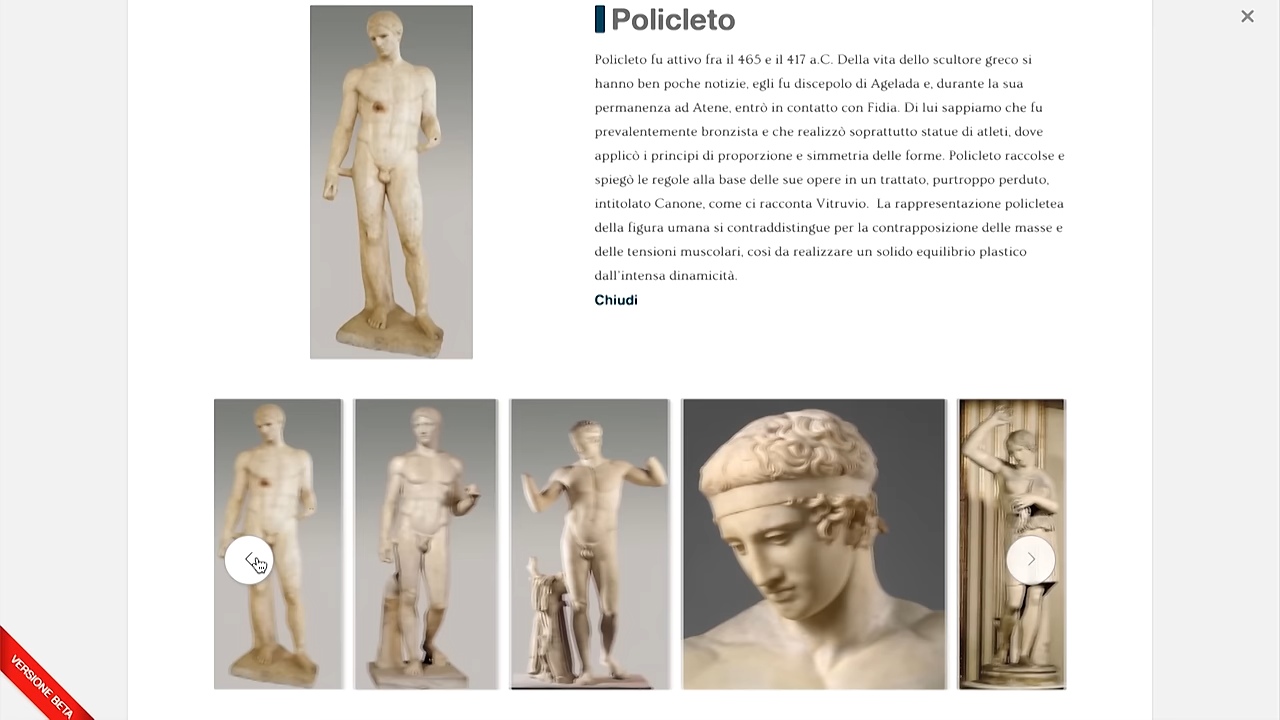 Policleto
Policleto fu attivo fra il 465 e il 417 a.C. Della vita dello scultore greco si
hanno ben poche notizie, egli fu discepolo di Agelada e, durante la sua
permanenza ad Atene, entrò in contatto con Fidia. Di lui sappiamo che fu
prevalentemente bronzista e che realizzò soprattutto statue di atleti, dove
applicò i principi di proporzione e simmetria delle forme. Policleto raccolse e
spiegò le regole alla base delle sue opere in un trattato, purtroppo perduto,
intitolato Canone, come ci racconta Vitruvio.  La rappresentazione policletea
della figura umana si contraddistingue per la contrapposizione delle masse e
delle tensioni muscolari, così da realizzare un solido equilibrio plastico
dall'intensa dinamicità.
Chiudi
VERSIONE BETA